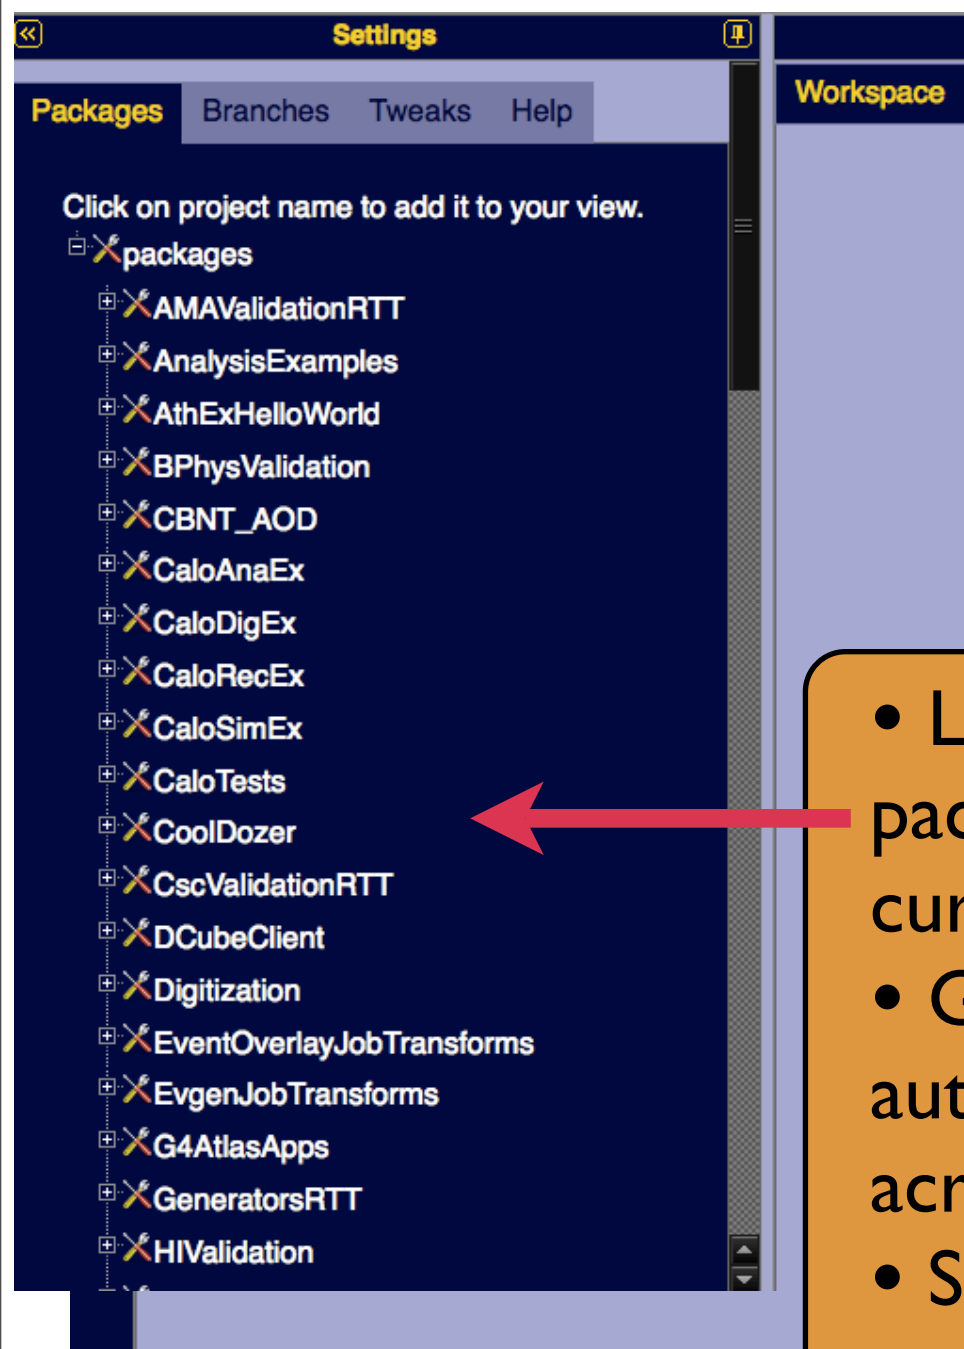 Settings
Packages Branches Tweaks Help
Workspace
Click on project name to add it to your view.
packages
AMAValidationRTT
AnalysisExamples
AthExHelloWorld
BPhysValidation
CBNT_AOD
CaloAnaEx
CaloDigEx
CaloRecEx
CaloSimEx
CaloTests
CoolDozer
CscValidationRTT
DCubeClient
Digitization
EventOverlayJobTransforms
EvgenJobTransforms
G4AtlasApps
GeneratorsRTT
HIValidation